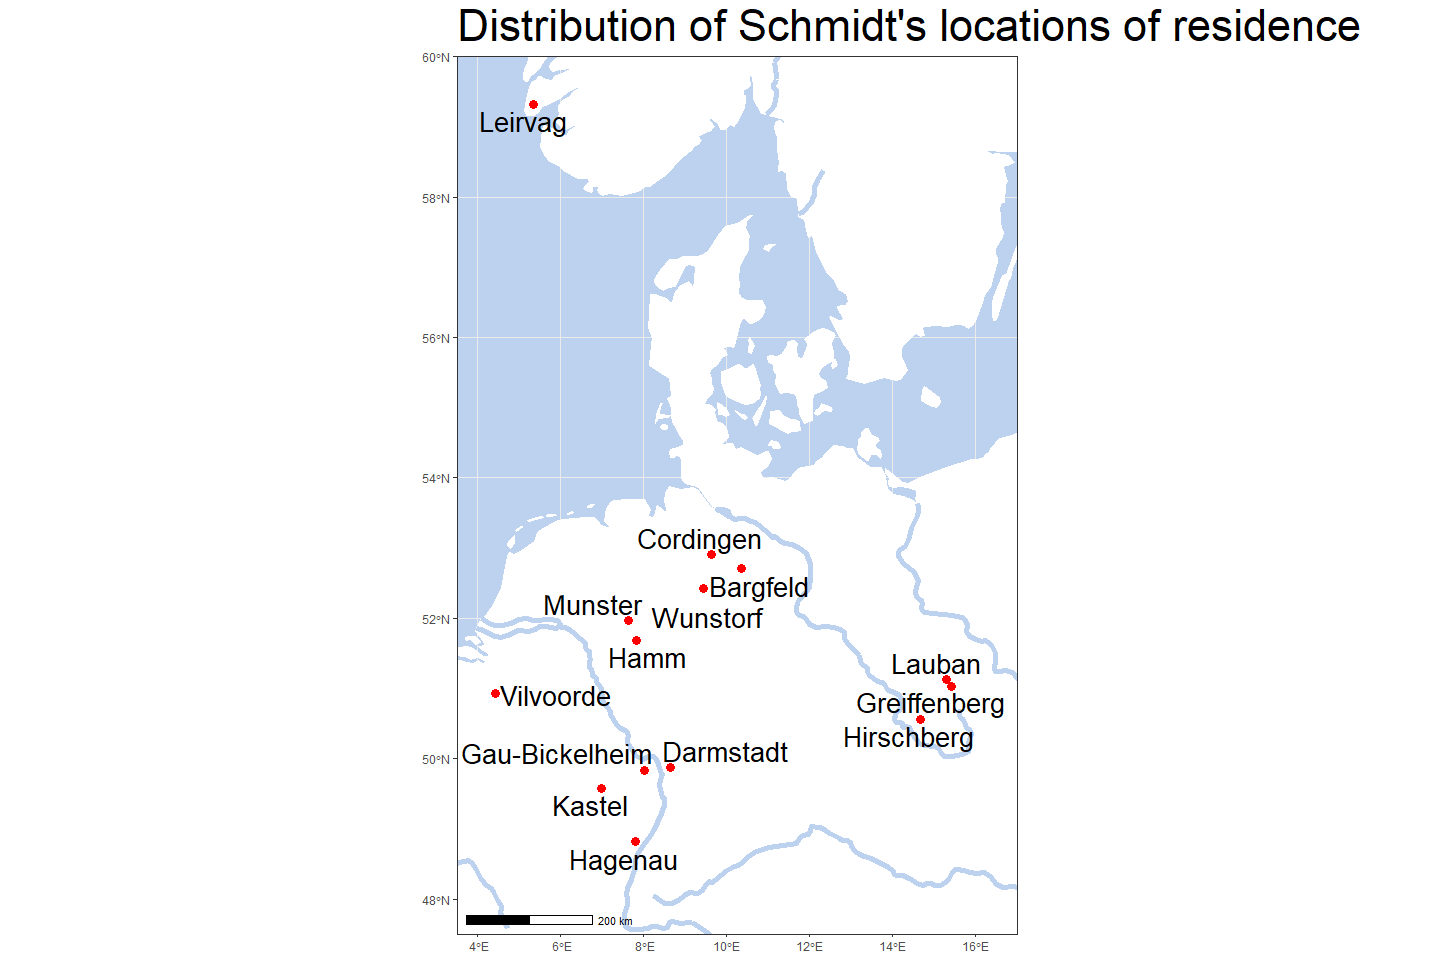 Distribution of Schmidt's locations of residence
60°N
Leirvag
58°N
56°N
54°N
Cordingen
Bargfeld
Munster
52°N
Wunstorf
Hamm
Lauban
Vilvoorde
Greiffenberg
Hirschberg
Gau-Bickelheim
Darmstadt
50°N
Kastel
Hagenau
48°N
200 km
4°E 6°E 8°E 10°E 12°E 14°E 16°E